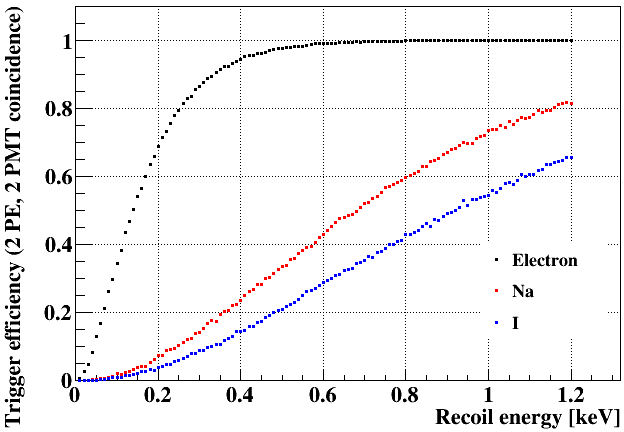 Trigger efficiency (2 PE, 2 PMT coincidence)
1
0.8
0.6
0.4
0.2
0
Electron
Na
I
0 0.2 0.4 0.6 0.8 1 1.2
Recoil energy [keV]